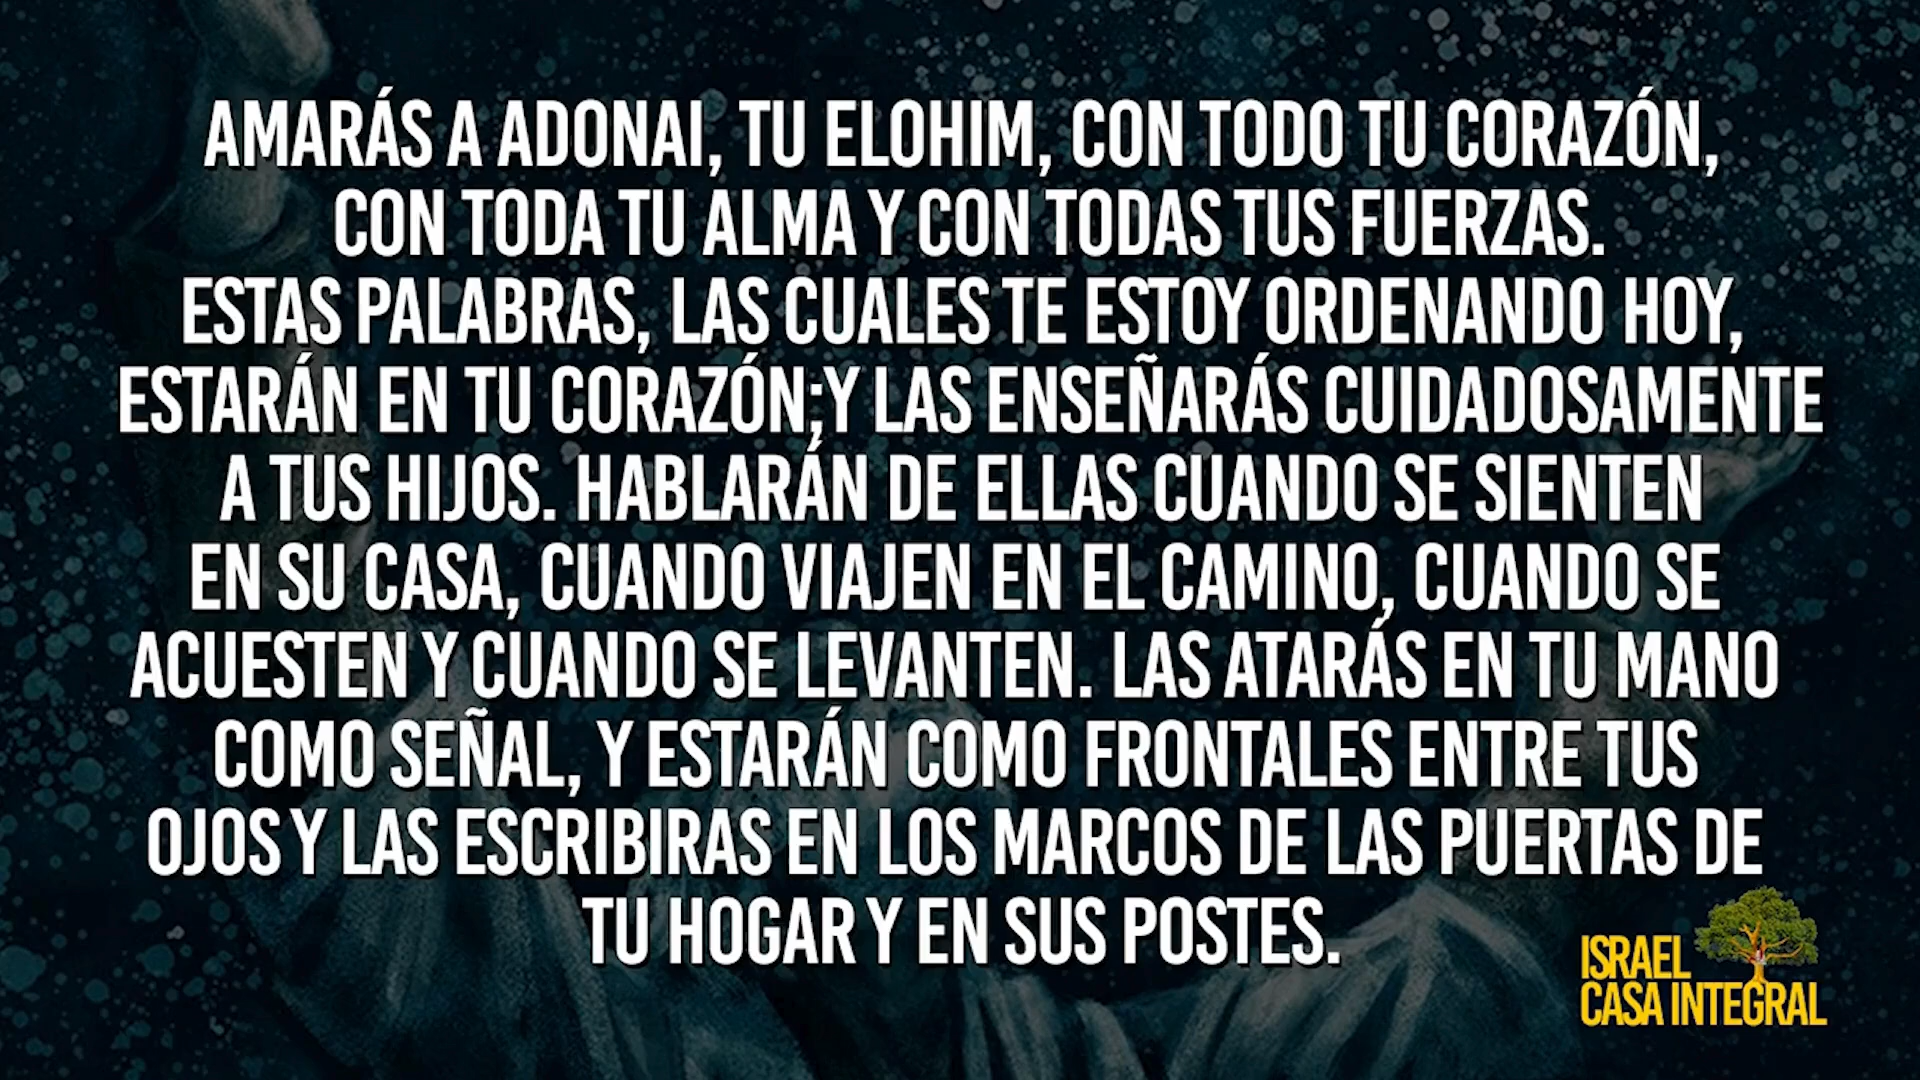 AMARÁS A ADONAI, TU ELOHIM, CON TODO TU CORAZÓN,
CON TODA TU ALMA Y CON TODAS TUS FUERZAS.
ESTAS PALABRAS, LAS CUALES TE ESTOY ORDENANDO HOY,
ESTARÁN EN TU CORAZÓN;Y LAS ENSEÑARÁS CUIDADOSAMENTE
A TUS HIJOS. HABLARÁN DE ELLAS CUANDO SE SIENTEN
EN SU CASA, CUANDO VIAJEN EN EL CAMINO, CUANDO SE
ACUESTEN Y CUANDO SE LEVANTEN. LAS ATARÁS EN TU MANO
COMO SEÑAL, Y ESTARÁN COMO FRONTALES ENTRE TUS
OJOS Y LAS ESCRIBIRAS EN LOS MARCOS DE LAS PUERTAS DE
TU HOGAR Y EN SUS POSTES.
ISRAEL
CASA INTEGRAL